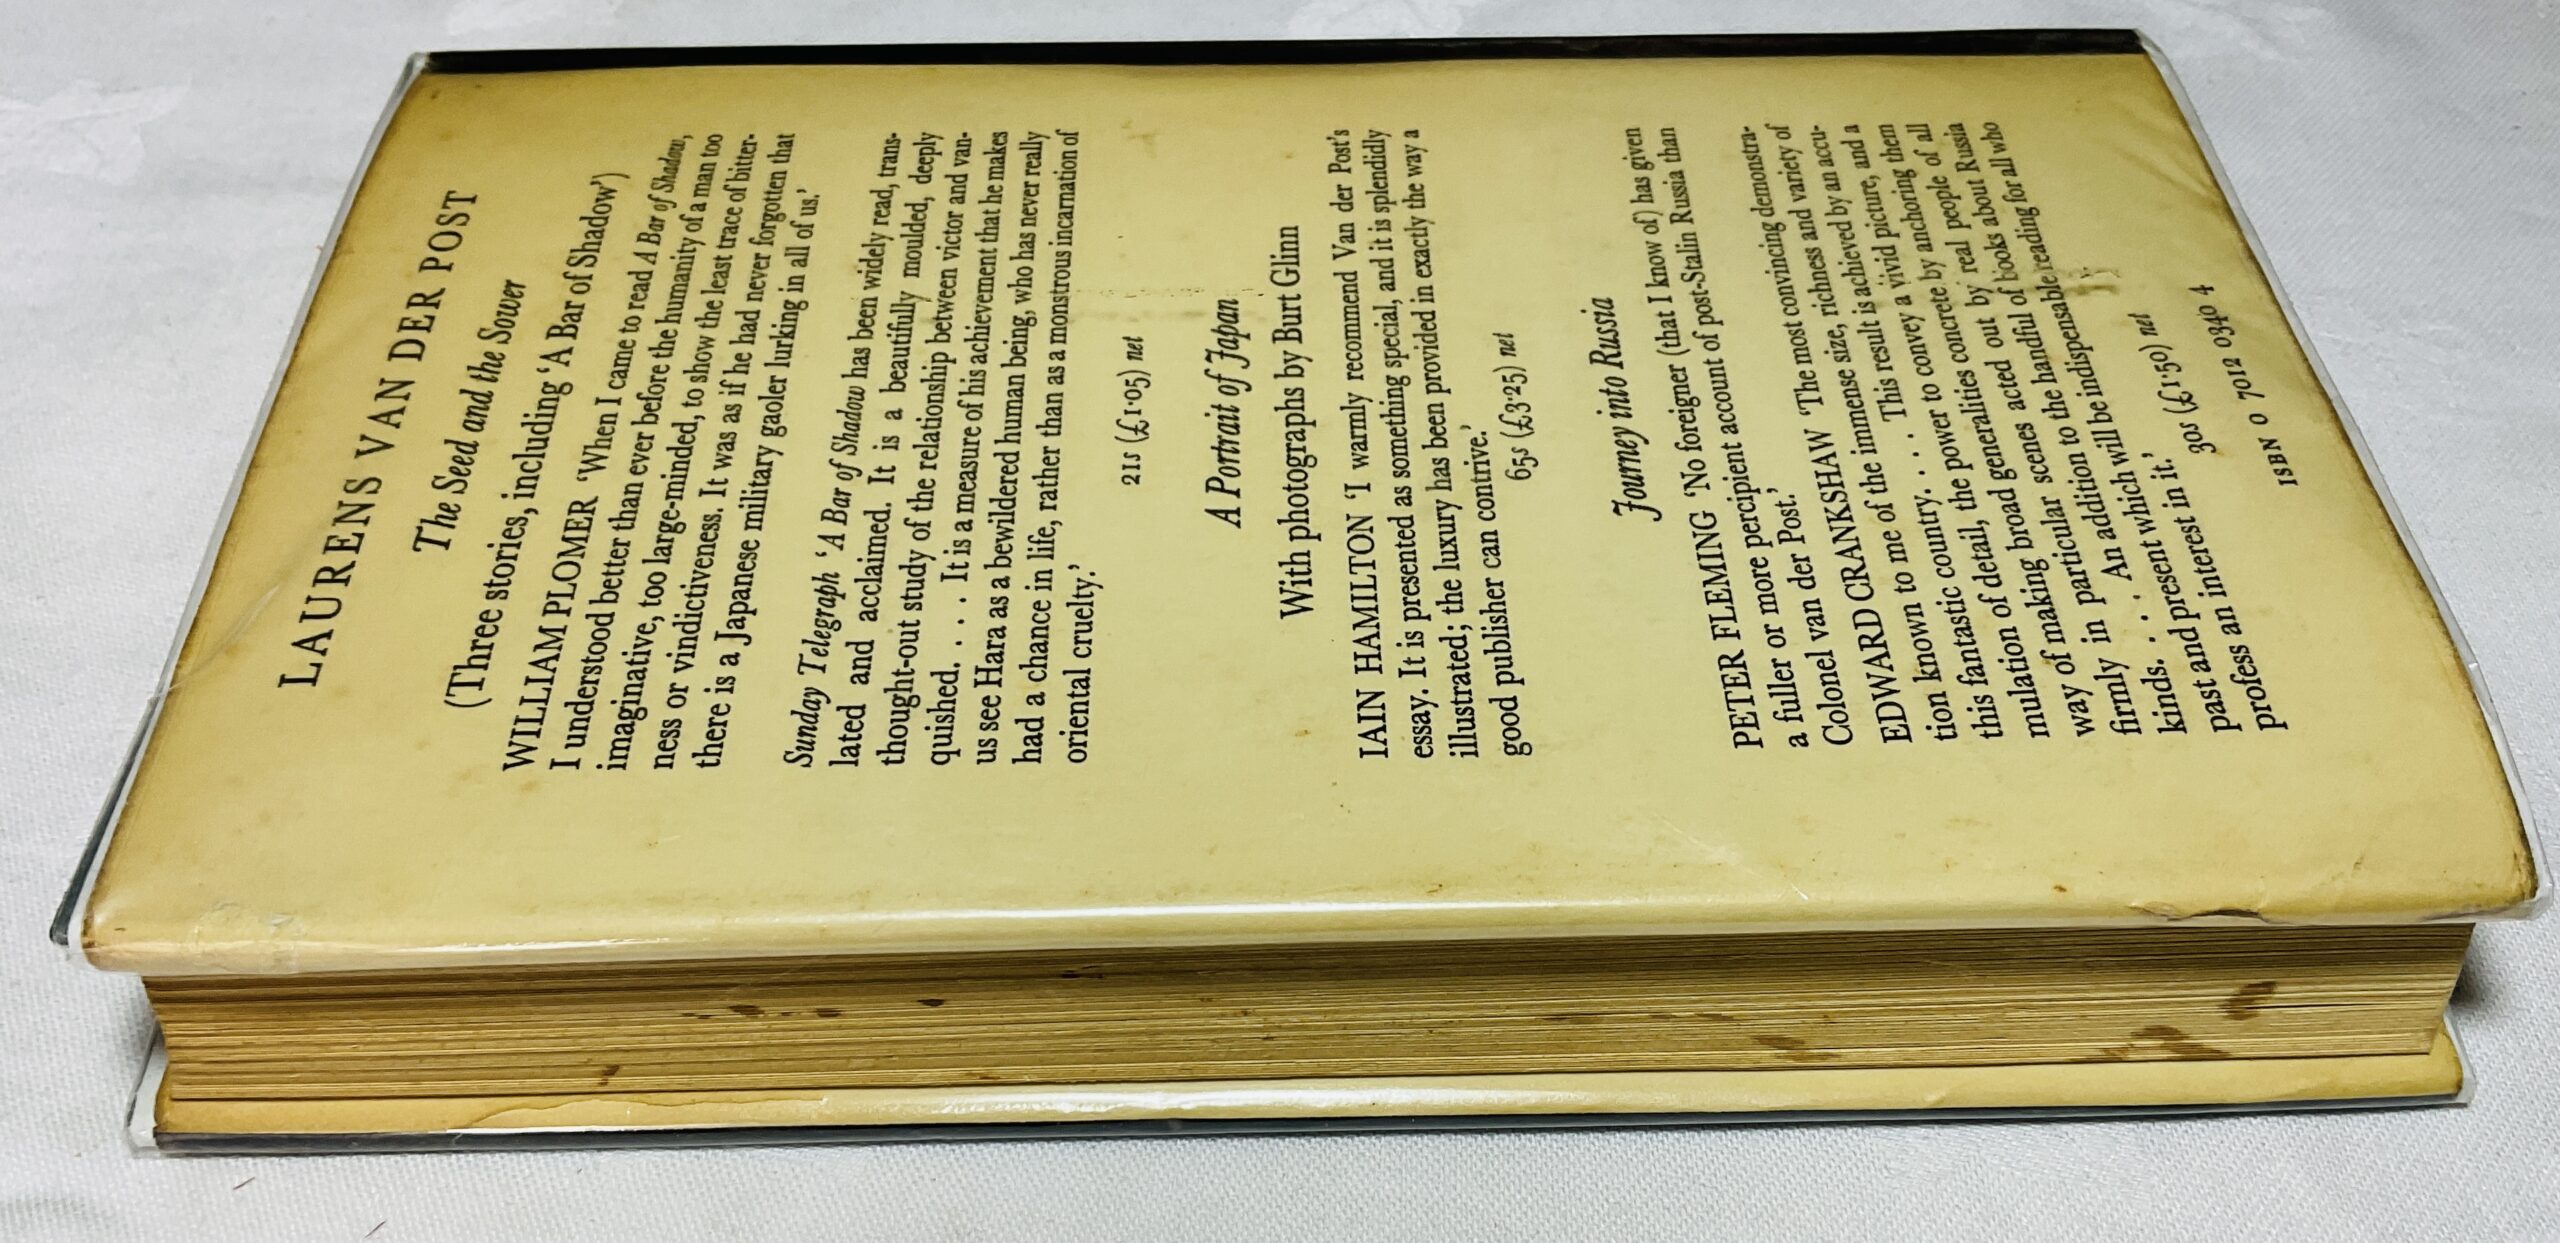 LAURENS VAN DER POST
The Seed and the Sower
(Three stories, including ‘A Bar of Shadow’)
WILLIAM PLOMER ‘When I came to read A Bar of Shadow,
I understood better than ever before the humanity of a man too
imaginative, too large-minded, to show the least trace of bitter-
ness or vindictiveness. It was as if he had never forgotten that
there is a Japanese military gaoler lurking in all of us.’
Sunday Telegraph ‘A Bar of Shadow has been widely read, trans-
lated and acclaimed. It is a beautifully moulded, deeply
thought-out study of the relationship between victor and van-
quished. . . . It is a measure of his achievement that he makes
us see Hara as a bewildered human being, who has never really
had a chance in life, rather than as a monstrous incarnation of
oriental cruelty.’
21s (£1·05) net
A Portrait of Japan
With photographs by Burt Glinn
IAIN HAMILTON ‘I warmly recommend Van der Post’s
essay. It is presented as something special, and it is splendidly
illustrated; the luxury has been provided in exactly the way a
good publisher can contrive.’
65s (£3·25) net
Journey into Russia
PETER FLEMING ‘No foreigner (that I know of) has given
a fuller or more percipient account of post-Stalin Russia than
Colonel van der Post.’
EDWARD CRANKSHAW ‘The most convincing demonstra-
tion known to me of the immense size, richness and variety of
this fantastic country. . . . This result is achieved by an accu-
mulation of detail, the power to convey a vivid picture, and a
way of making broad generalities concrete by anchoring them
firmly in particular scenes acted out by real people of all
kinds. . . . An addition to the handful of books about Russia
past and present which will be indispensable reading for all who
profess an interest in it.’
30s (£1·50) net
ISBN 0 7012 0340 4